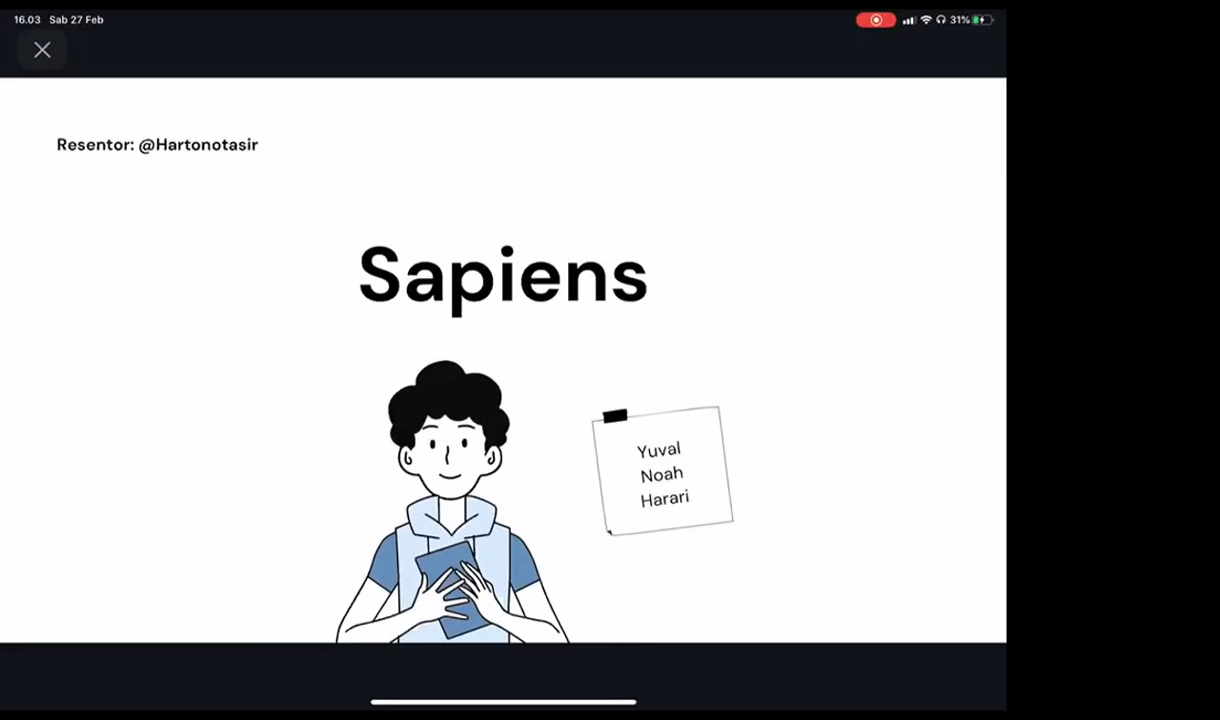 16.03 Sab 27 Feb
31%
Resentor: @Hartonotasir
Sapiens
Yuval
Noah
Harari